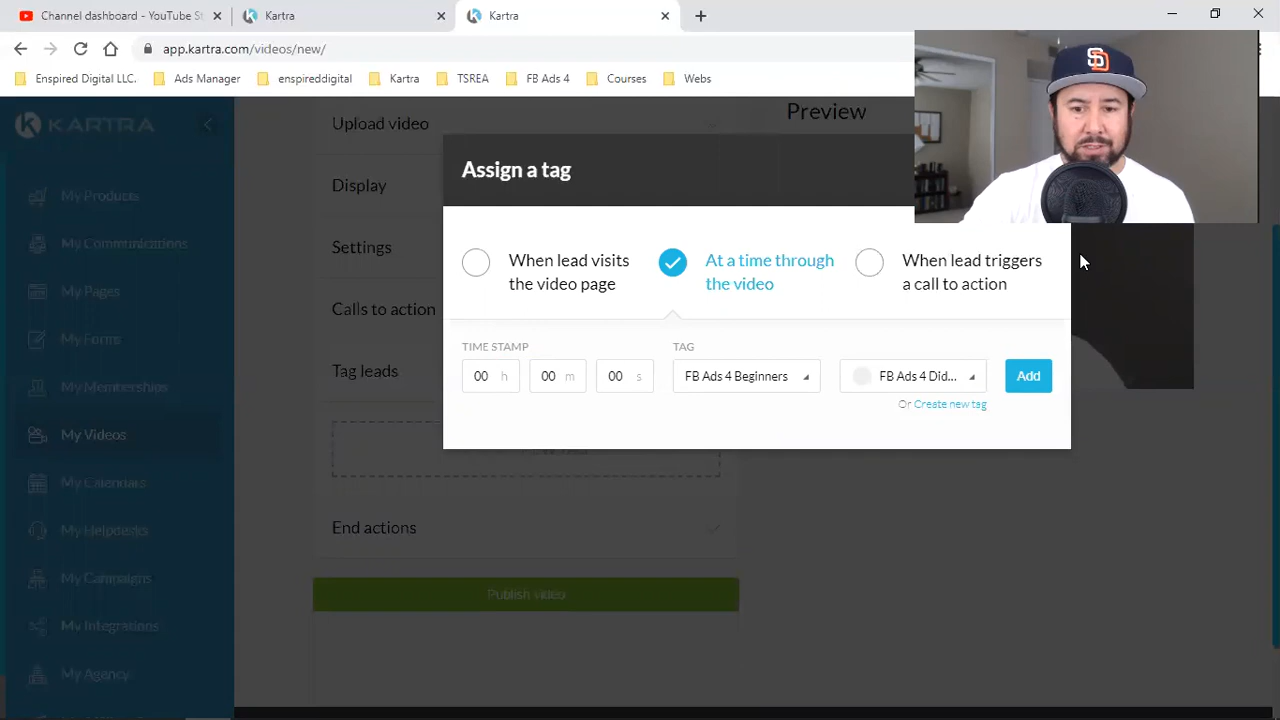 Channel dashboard - YouTube St
Kartra
Kartra
app.kartra.com/videos/new/
Enspired Digital LLC.
Ads Manager
enspireddigital
Kartra
TSREA
FB Ads 4
Courses
Webs
KARTRA
My Products
My Communications
My Pages
My Forms
My Memberships
My Videos
My Calendars
My Helpdesks
My Campaigns
My Integrations
My Agency
Upload video
Display
Settings
Calls to action
Tag leads
End actions
Publish video
Preview
Assign a tag
When lead visits
the video page
At a time through
the video
When lead triggers
a call to action
TIME STAMP
TAG
00 h
00 m
00 s
FB Ads 4 Beginners
FB Ads 4 Did...
Add
Or Create new tag
SD